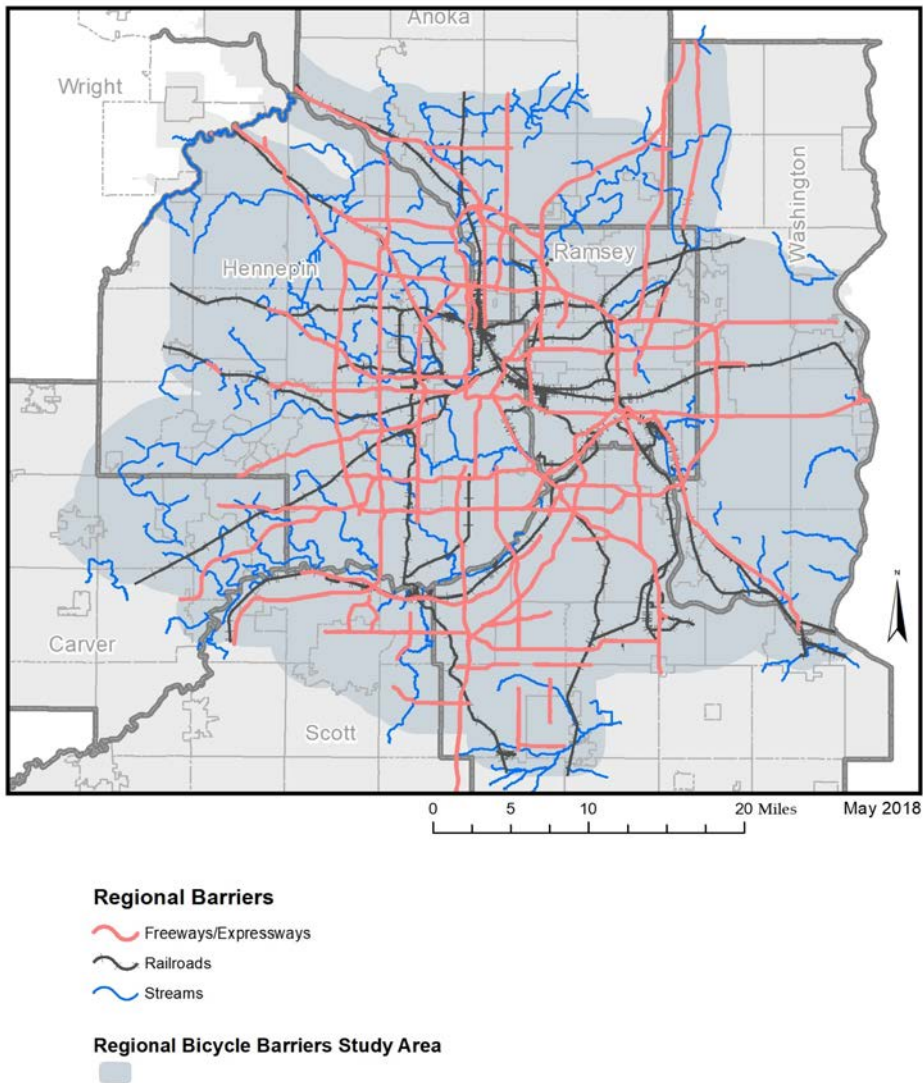 Anoka
Wright
Washington
Hennepin
Ramsey
Carver
Scott
N
0 5 10 20 Miles May 2018
Regional Barriers
Freeways/Expressways
Railroads
Streams
Regional Bicycle Barriers Study Area